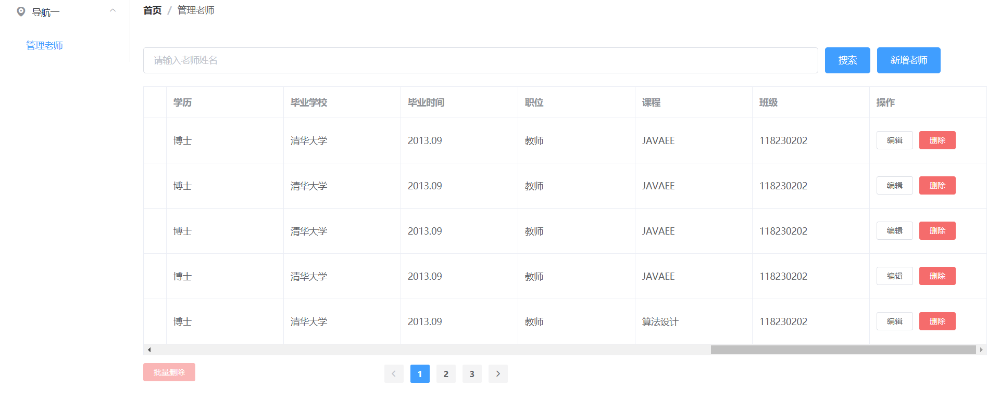 导航一
管理老师
首页 / 管理老师
请输入老师姓名
搜索 新增老师
学历 毕业学校 毕业时间 职位 课程 班级 操作
博士 清华大学 2013.09 教师 JAVAEE 118230202 编辑 删除
博士 清华大学 2013.09 教师 JAVAEE 118230202 编辑 删除
博士 清华大学 2013.09 教师 JAVAEE 118230202 编辑 删除
博士 清华大学 2013.09 教师 JAVAEE 118230202 编辑 删除
博士 清华大学 2013.09 教师 算法设计 118230202 编辑 删除
批量删除 1 2 3